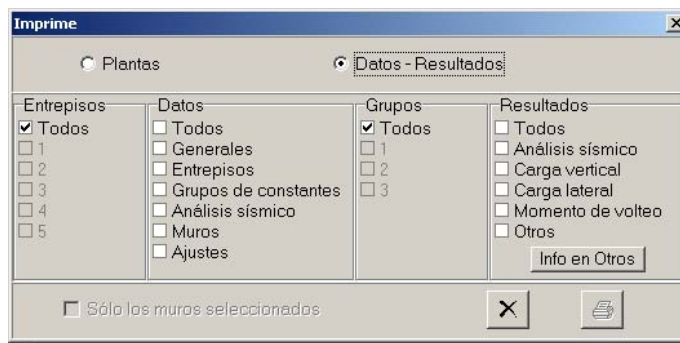 Imprime
Plantas
Datos - Resultados
Entrepisos
Todos
1
2
3
4
5
Datos
Todos
Generales
Entrepisos
Grupos de constantes
Análisis sísmico
Muros
Ajustes
Grupos
Todos
1
2
3
Resultados
Todos
Análisis sísmico
Carga vertical
Carga lateral
Momento de volteo
Otros
Info en Otros
Sólo los muros seleccionados